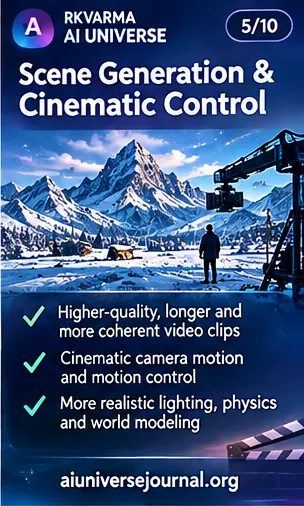 A
RKVARMA
AI UNIVERSE
5/10
Scene Generation &
Cinematic Control
Higher-quality, longer and
more coherent video clips
Cinematic camera motion
and motion control
More realistic lighting, physics
and world modeling
aiuniversejournal.org